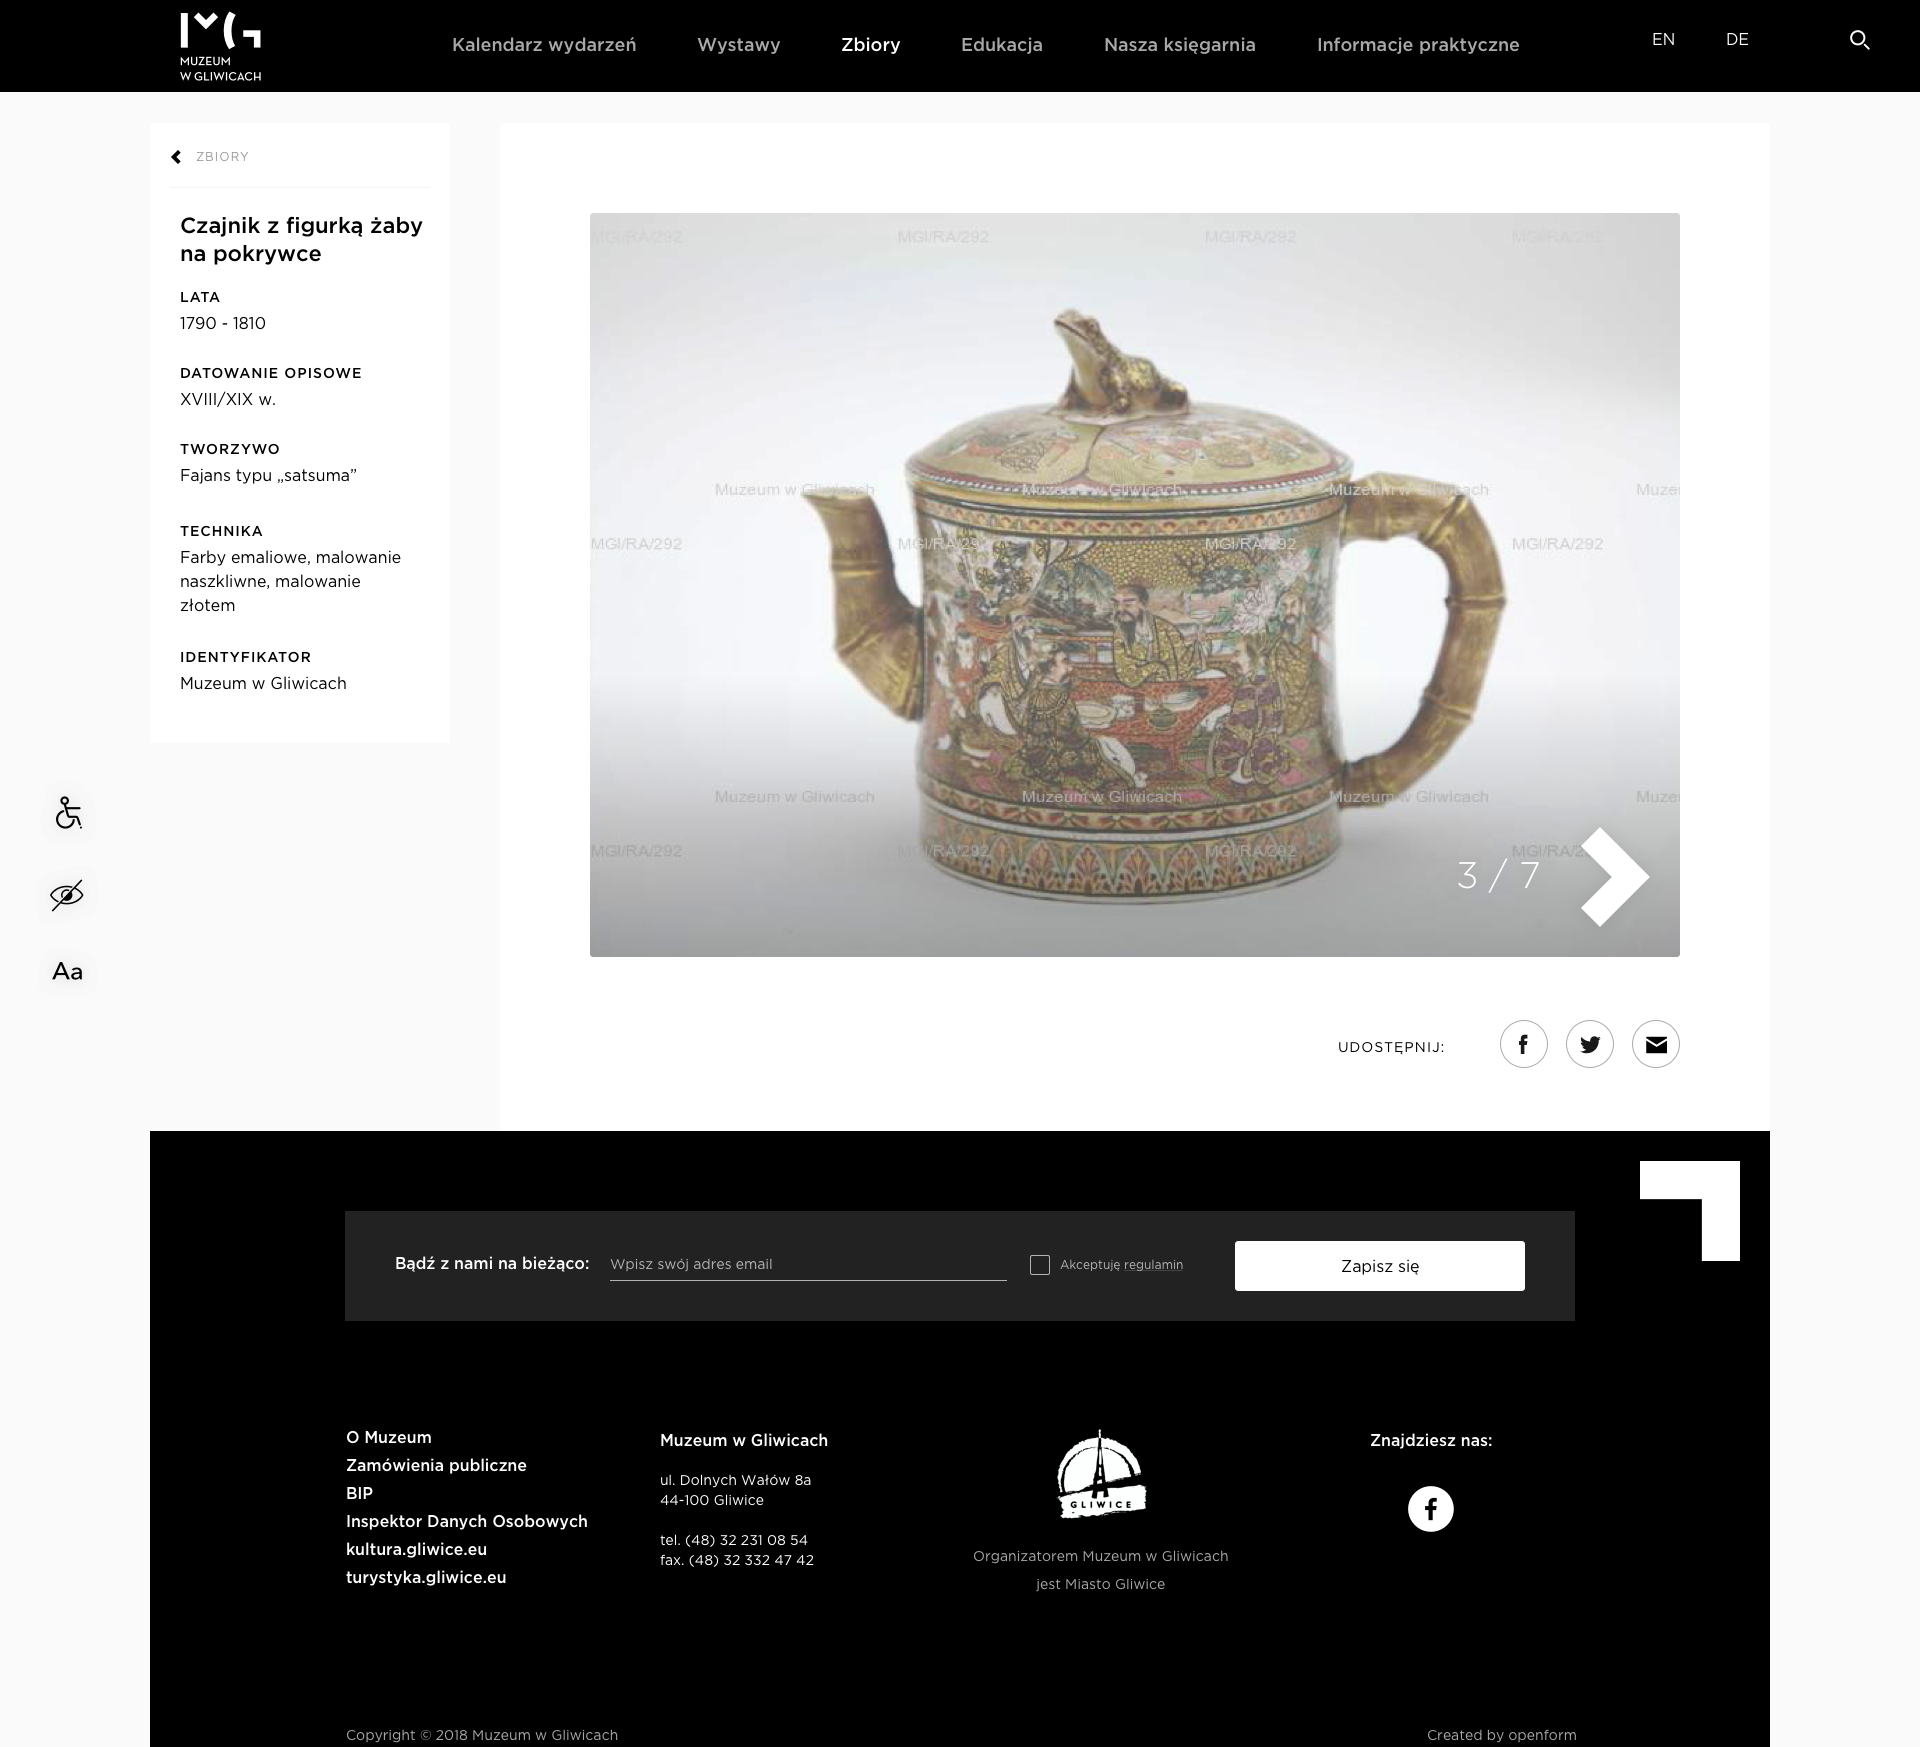 MUZEUM
W GLIWICACH
Kalendarz wydarzeń
Wystawy
Zbiory
Edukacja
Nasza księgarnia
Informacje praktyczne
EN
DE
ZBIORY
Czajnik z figurką żaby
na pokrywce
LATA
1790 - 1810
DATOWANIE OPISOWE
XVIII/XIX w.
TWORZYWO
Fajans typu „satsuma”
TECHNIKA
Farby emaliowe, malowanie
naszkliwne, malowanie
złotem
IDENTYFIKATOR
Muzeum w Gliwicach
Aa
MGI/RA/292 MGI/RA/292 MGI/RA/292 MGI/RA/292
Muzeum w Gliwicach Muzeum w Gliwicach Muzeum w Gliwicach Muze
MGI/RA/292 MGI/RA/292 MGI/RA/292 MGI/RA/292
Muzeum w Gliwicach Muzeum w Gliwicach Muzeum w Gliwicach Muze
MGI/RA/292 MGI/RA/292 MGI/RA/292 MGI/RA/2
3 / 7
UDOSTĘPNIJ:
Bądź z nami na bieżąco:
Wpisz swój adres email
Akceptuję regulamin
Zapisz się
O Muzeum
Zamówienia publiczne
BIP
Inspektor Danych Osobowych
kultura.gliwice.eu
turystyka.gliwice.eu
Muzeum w Gliwicach
ul. Dolnych Wałów 8a
44-100 Gliwice
tel. (48) 32 231 08 54
fax. (48) 32 332 47 42
GLIWICE
Organizatorem Muzeum w Gliwicach
jest Miasto Gliwice
Znajdziesz nas:
Copyright © 2018 Muzeum w Gliwicach
Created by openform